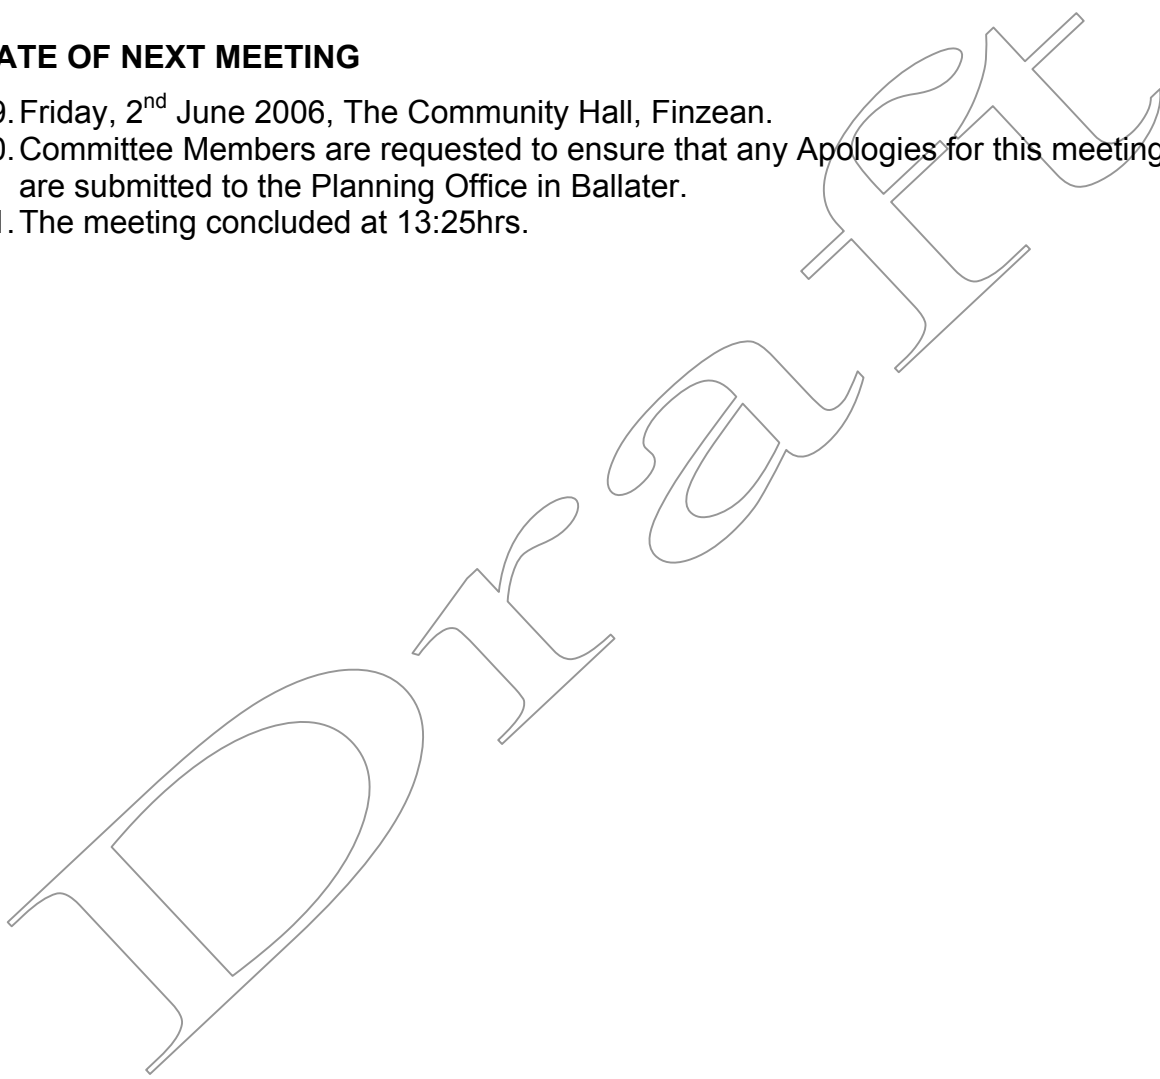 ATE OF NEXT MEETING
9. Friday, 2nd June 2006, The Community Hall, Finzean.
0. Committee Members are requested to ensure that any Apologies for this meeting
are submitted to the Planning Office in Ballater.
1. The meeting concluded at 13:25hrs.
Draft